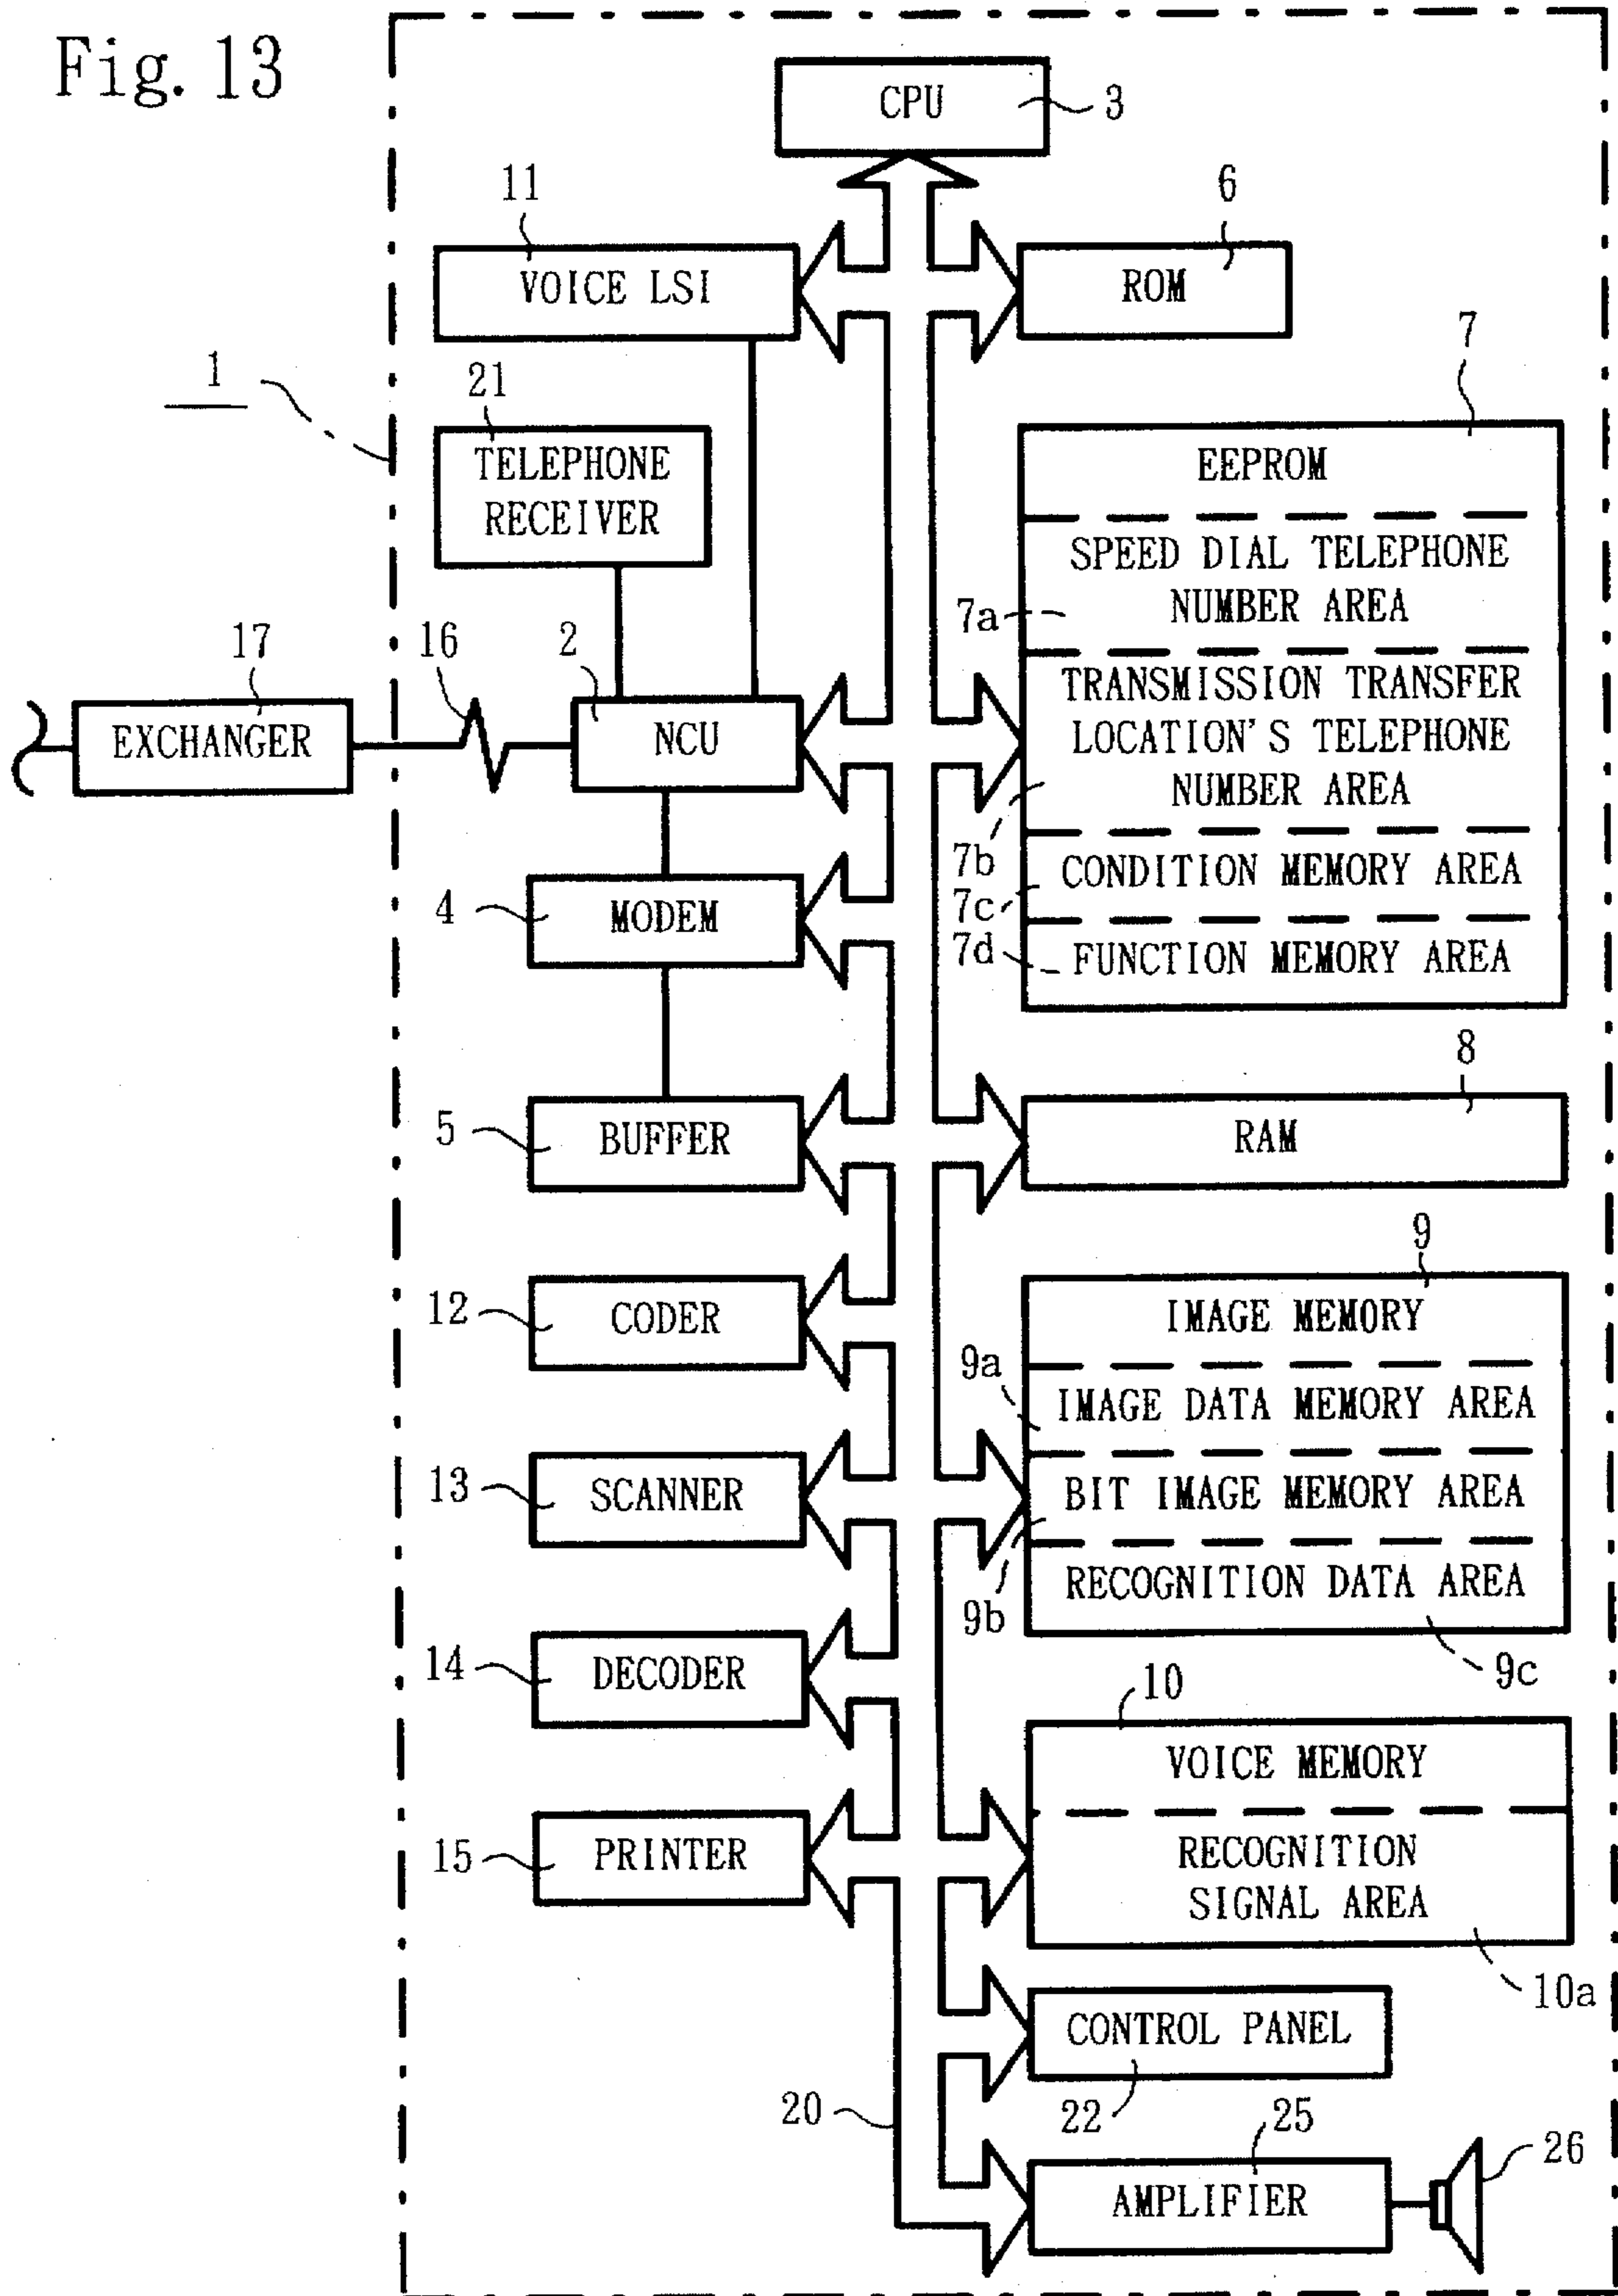 Fig. 13
CPU
3
11
VOICE LSI
6
ROM
1
21
TELEPHONE
RECEIVER
7
EEPROM
SPEED DIAL TELEPHONE
NUMBER AREA
7a
TRANSMISSION TRANSFER
LOCATION'S TELEPHONE
NUMBER AREA
7b
CONDITION MEMORY AREA
7c
7d
FUNCTION MEMORY AREA
17
EXCHANGER
16
2
NCU
4
MODEM
8
RAM
5
BUFFER
12
CODER
9
IMAGE MEMORY
9a
IMAGE DATA MEMORY AREA
BIT IMAGE MEMORY AREA
9b
RECOGNITION DATA AREA
9c
13
SCANNER
14
DECODER
10
VOICE MEMORY
RECOGNITION
SIGNAL AREA
10a
15
PRINTER
CONTROL PANEL
22
20
25
AMPLIFIER
26